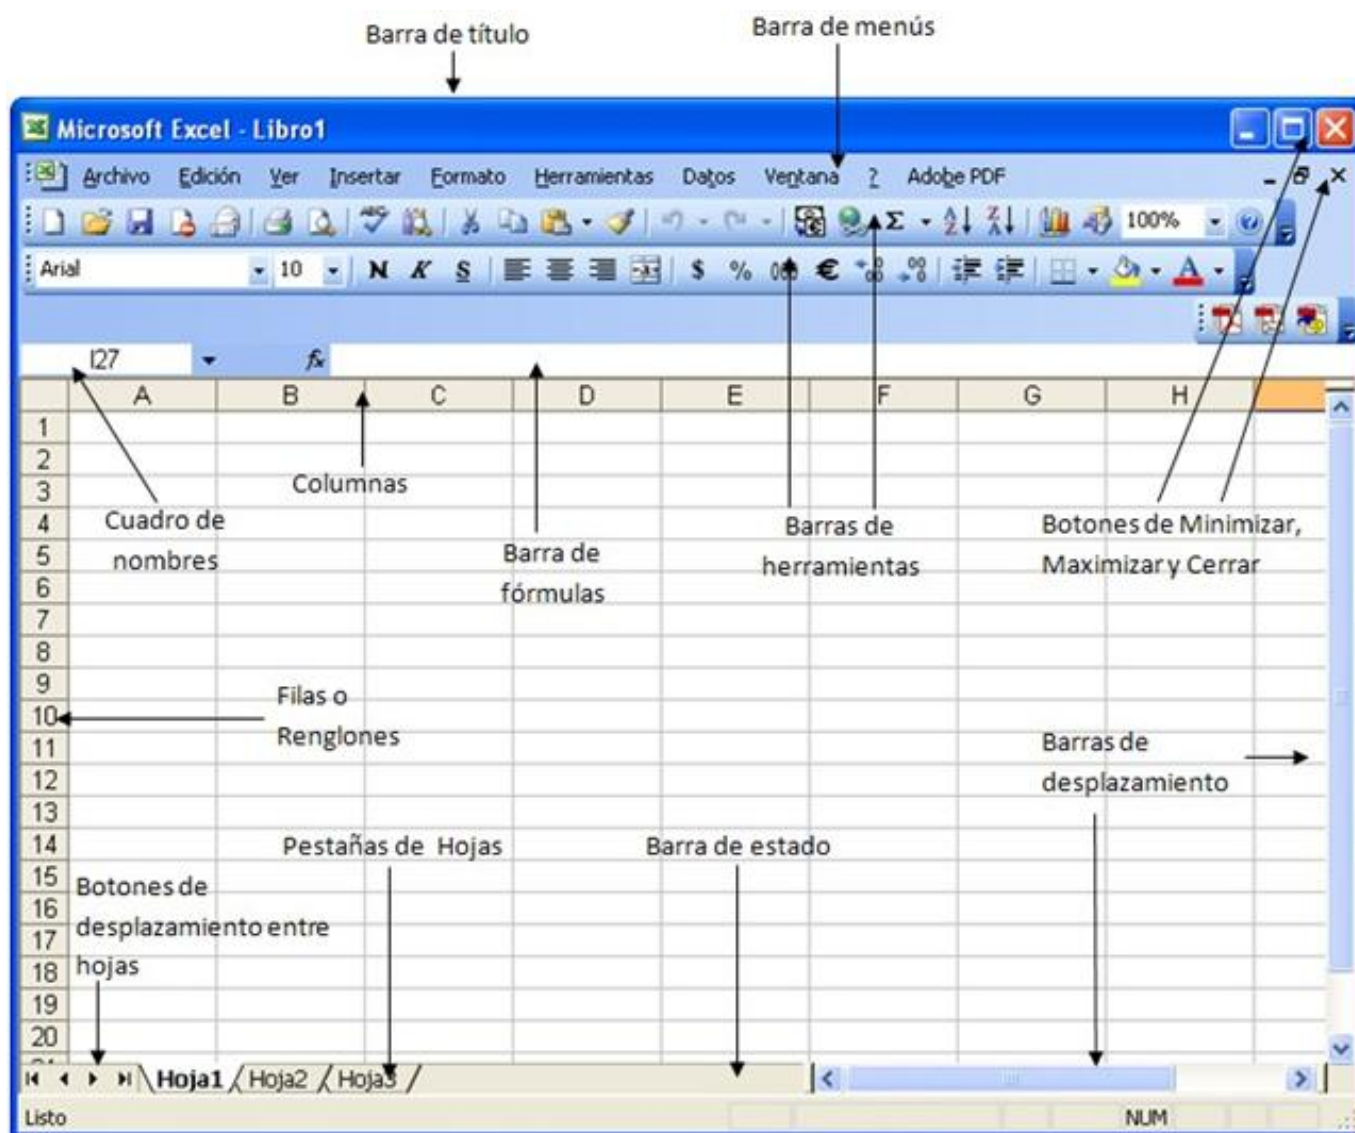 Barra de título
Barra de menús
Microsoft Excel - Libro1
Archivo Edición Ver Insertar Formato Herramientas Datos Ventana ? Adobe PDF
100%
Arial 10 N K S $ % 000 €
I27 fx
A B C D E F G H
1
2
3
Columnas
4
Cuadro de
nombres
Barras de
herramientas
Botones de Minimizar,
Maximizar y Cerrar
5
Barra de
fórmulas
6
7
8
9
Filas o
Renglones
10
11
Barras de
desplazamiento
12
13
14
Pestañas de Hojas
Barra de estado
15
Botones de
desplazamiento entre
hojas
16
17
18
19
20
Hoja1 Hoja2 Hoja3
Listo NUM